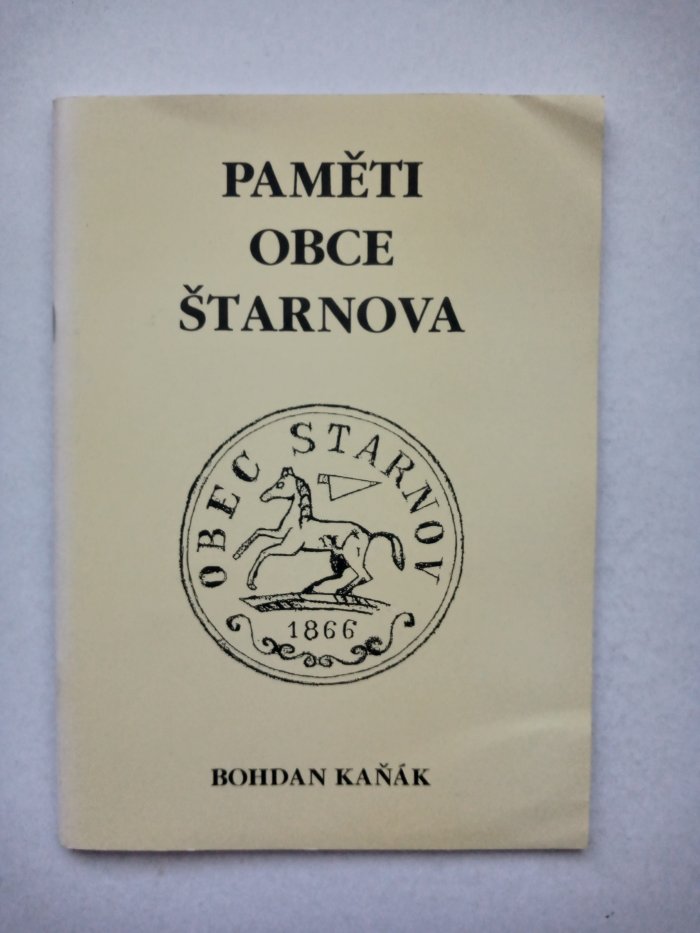 PAMĚTI
OBCE
ŠTARNOVA
OBEC STARNOV
1866
BOHDAN KAŇÁK